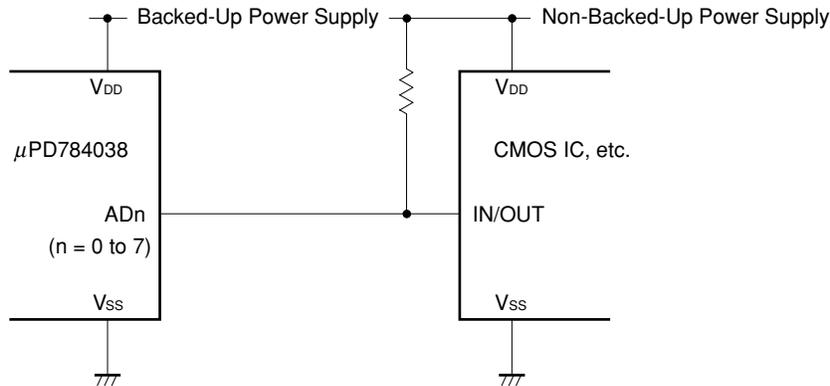 Backed-Up Power Supply
Non-Backed-Up Power Supply
VDD
VDD
μPD784038
CMOS IC, etc.
ADn
IN/OUT
(n = 0 to 7)
VSS
VSS